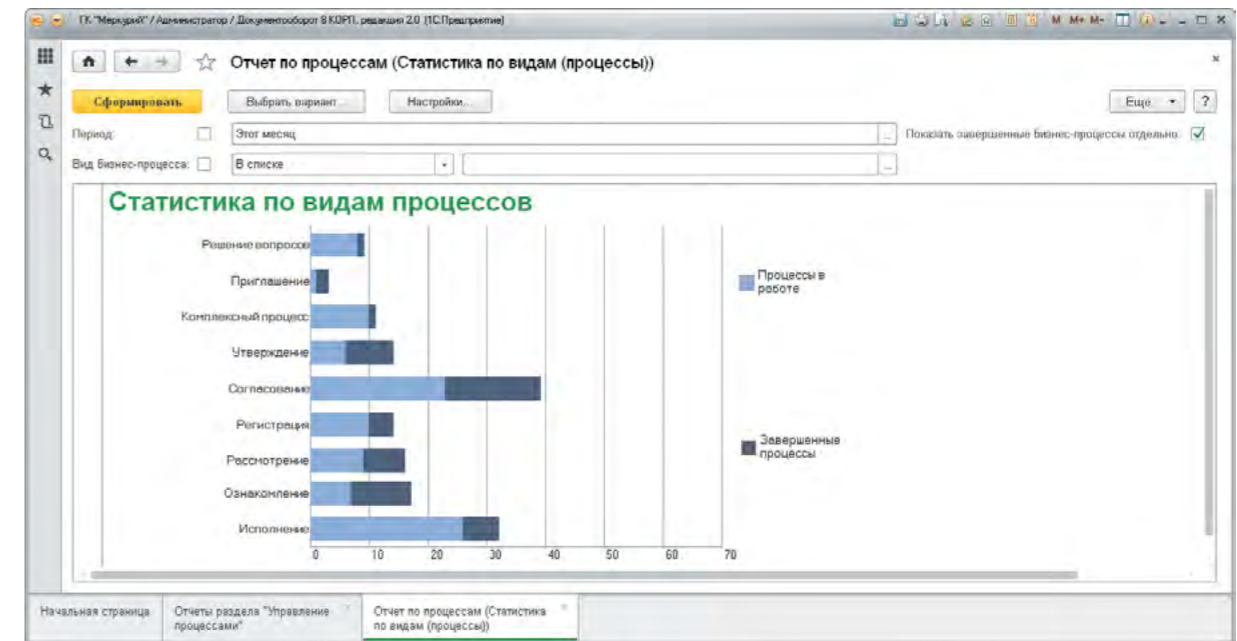 ГК "Меркурий" / Администратор / Документооборот 8 КОРП, редакция 2.0 (1С:Предприятие)
M M+ M-
Отчет по процессам (Статистика по видам (процессы))
Сформировать
Выбрать вариант...
Настройки...
Еще
?
Период:
Этот месяц
...
Показать завершенные бизнес-процессы отдельно:
Вид бизнес-процесса:
В списке
...
Статистика по видам процессов
Решение вопросов
Приглашение
Комплексный процесс
Утверждение
Согласование
Регистрация
Рассмотрение
Ознакомление
Исполнение
0 10 20 30 40 50 60 70
Процессы в
работе
Завершенные
процессы
Начальная страница
Отчеты раздела "Управление
процессами"
Отчет по процессам (Статистика
по видам (процессы))